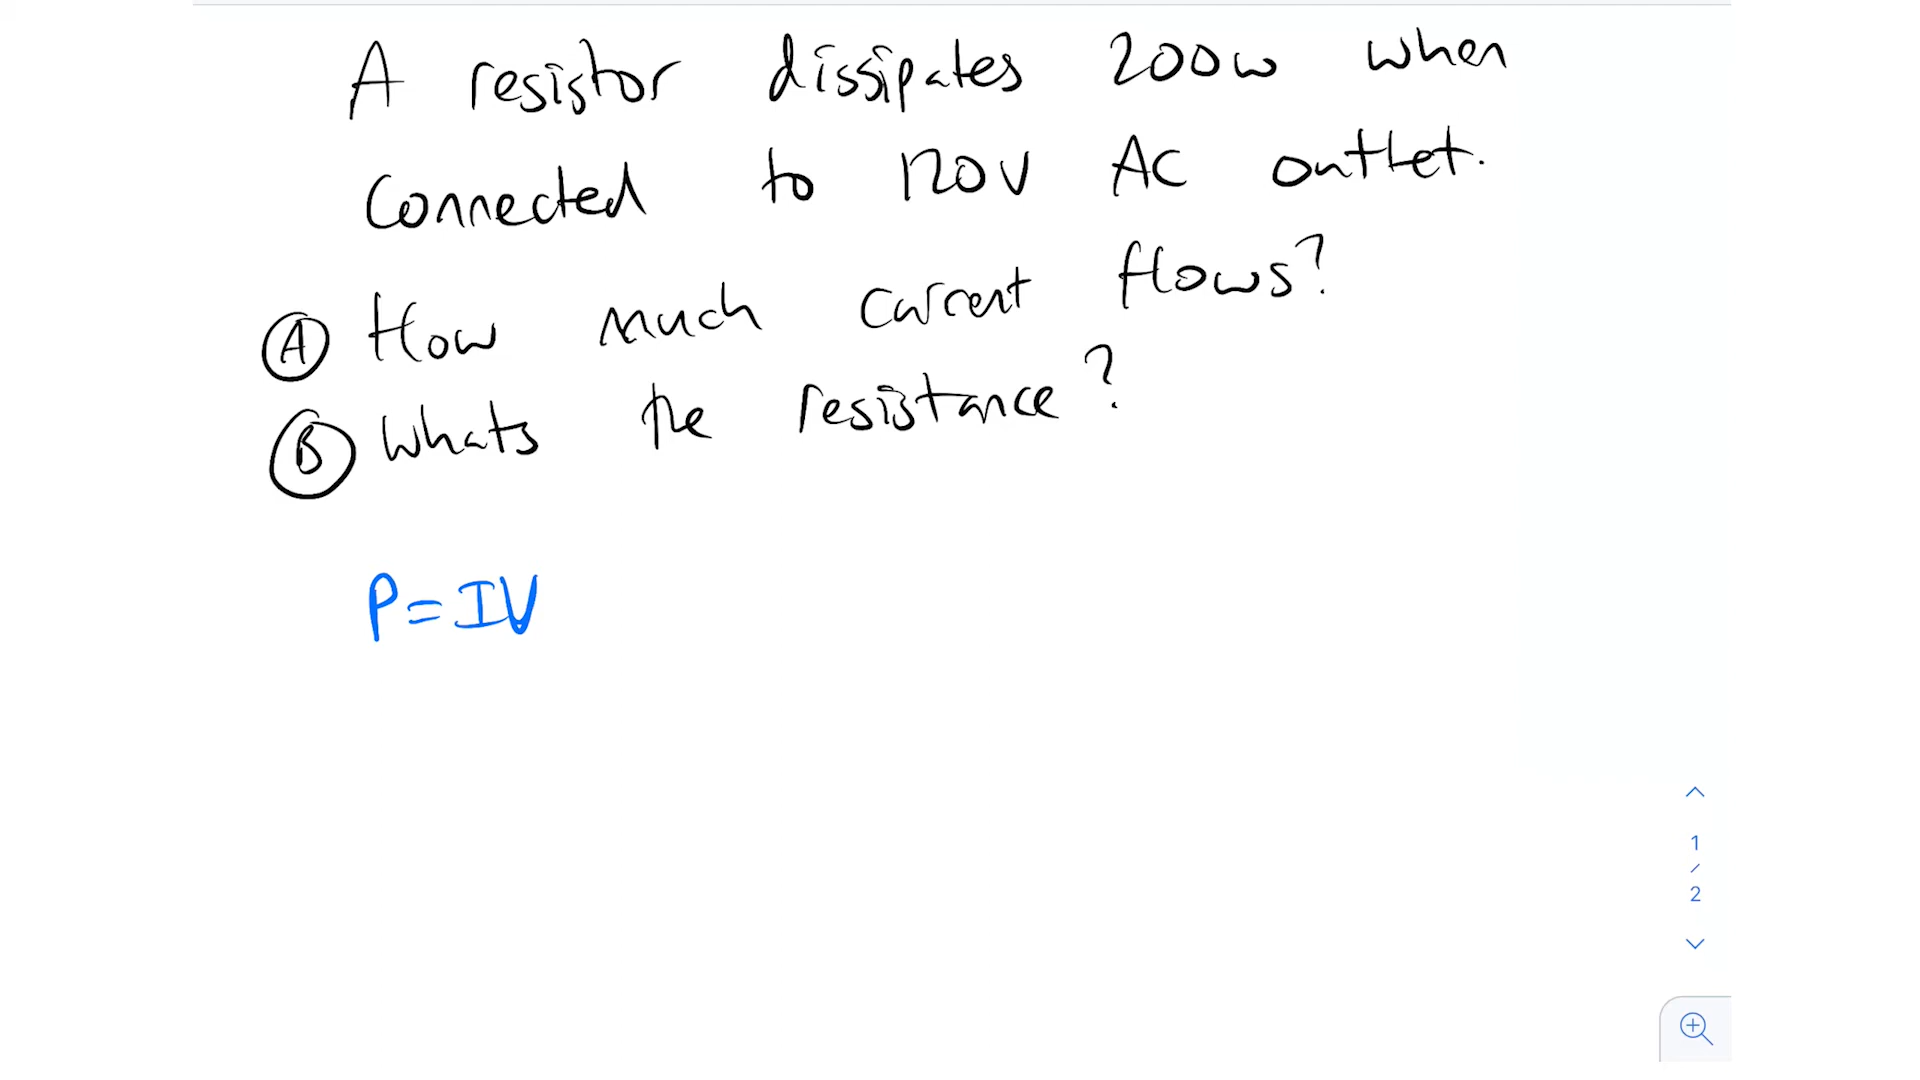 A resistor dissipates 200w when
Connected to 120V AC outlet.
A How much current flows?
B Whats the resistance?
P=IV
1
/
2